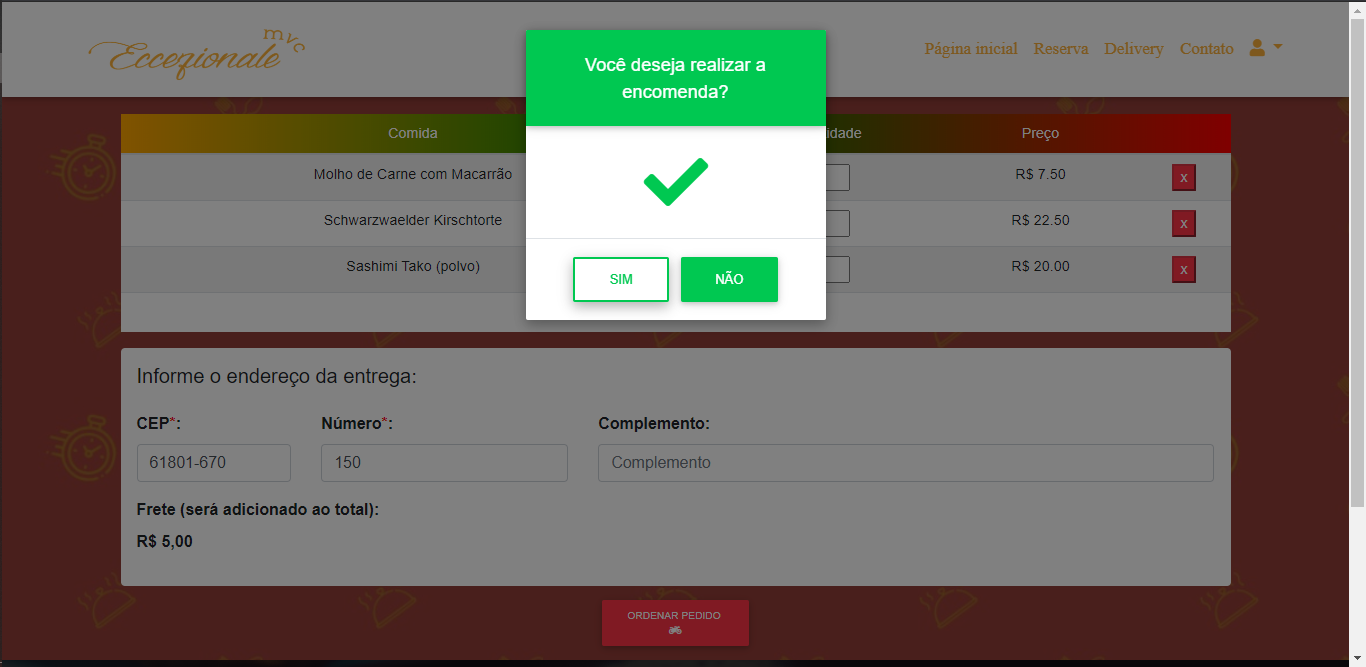 Eccezionale mvc
Página inicial Reserva Delivery Contato
Você deseja realizar a
encomenda?
Comida idade Preço
Molho de Carne com Macarrão R$ 7.50 x
Schwarzwaelder Kirschtorte R$ 22.50 x
Sashimi Tako (polvo) R$ 20.00 x
SIM NÃO
Informe o endereço da entrega:
CEP*: Número*: Complemento:
61801-670 150 Complemento
Frete (será adicionado ao total):
R$ 5,00
ORDENAR PEDIDO